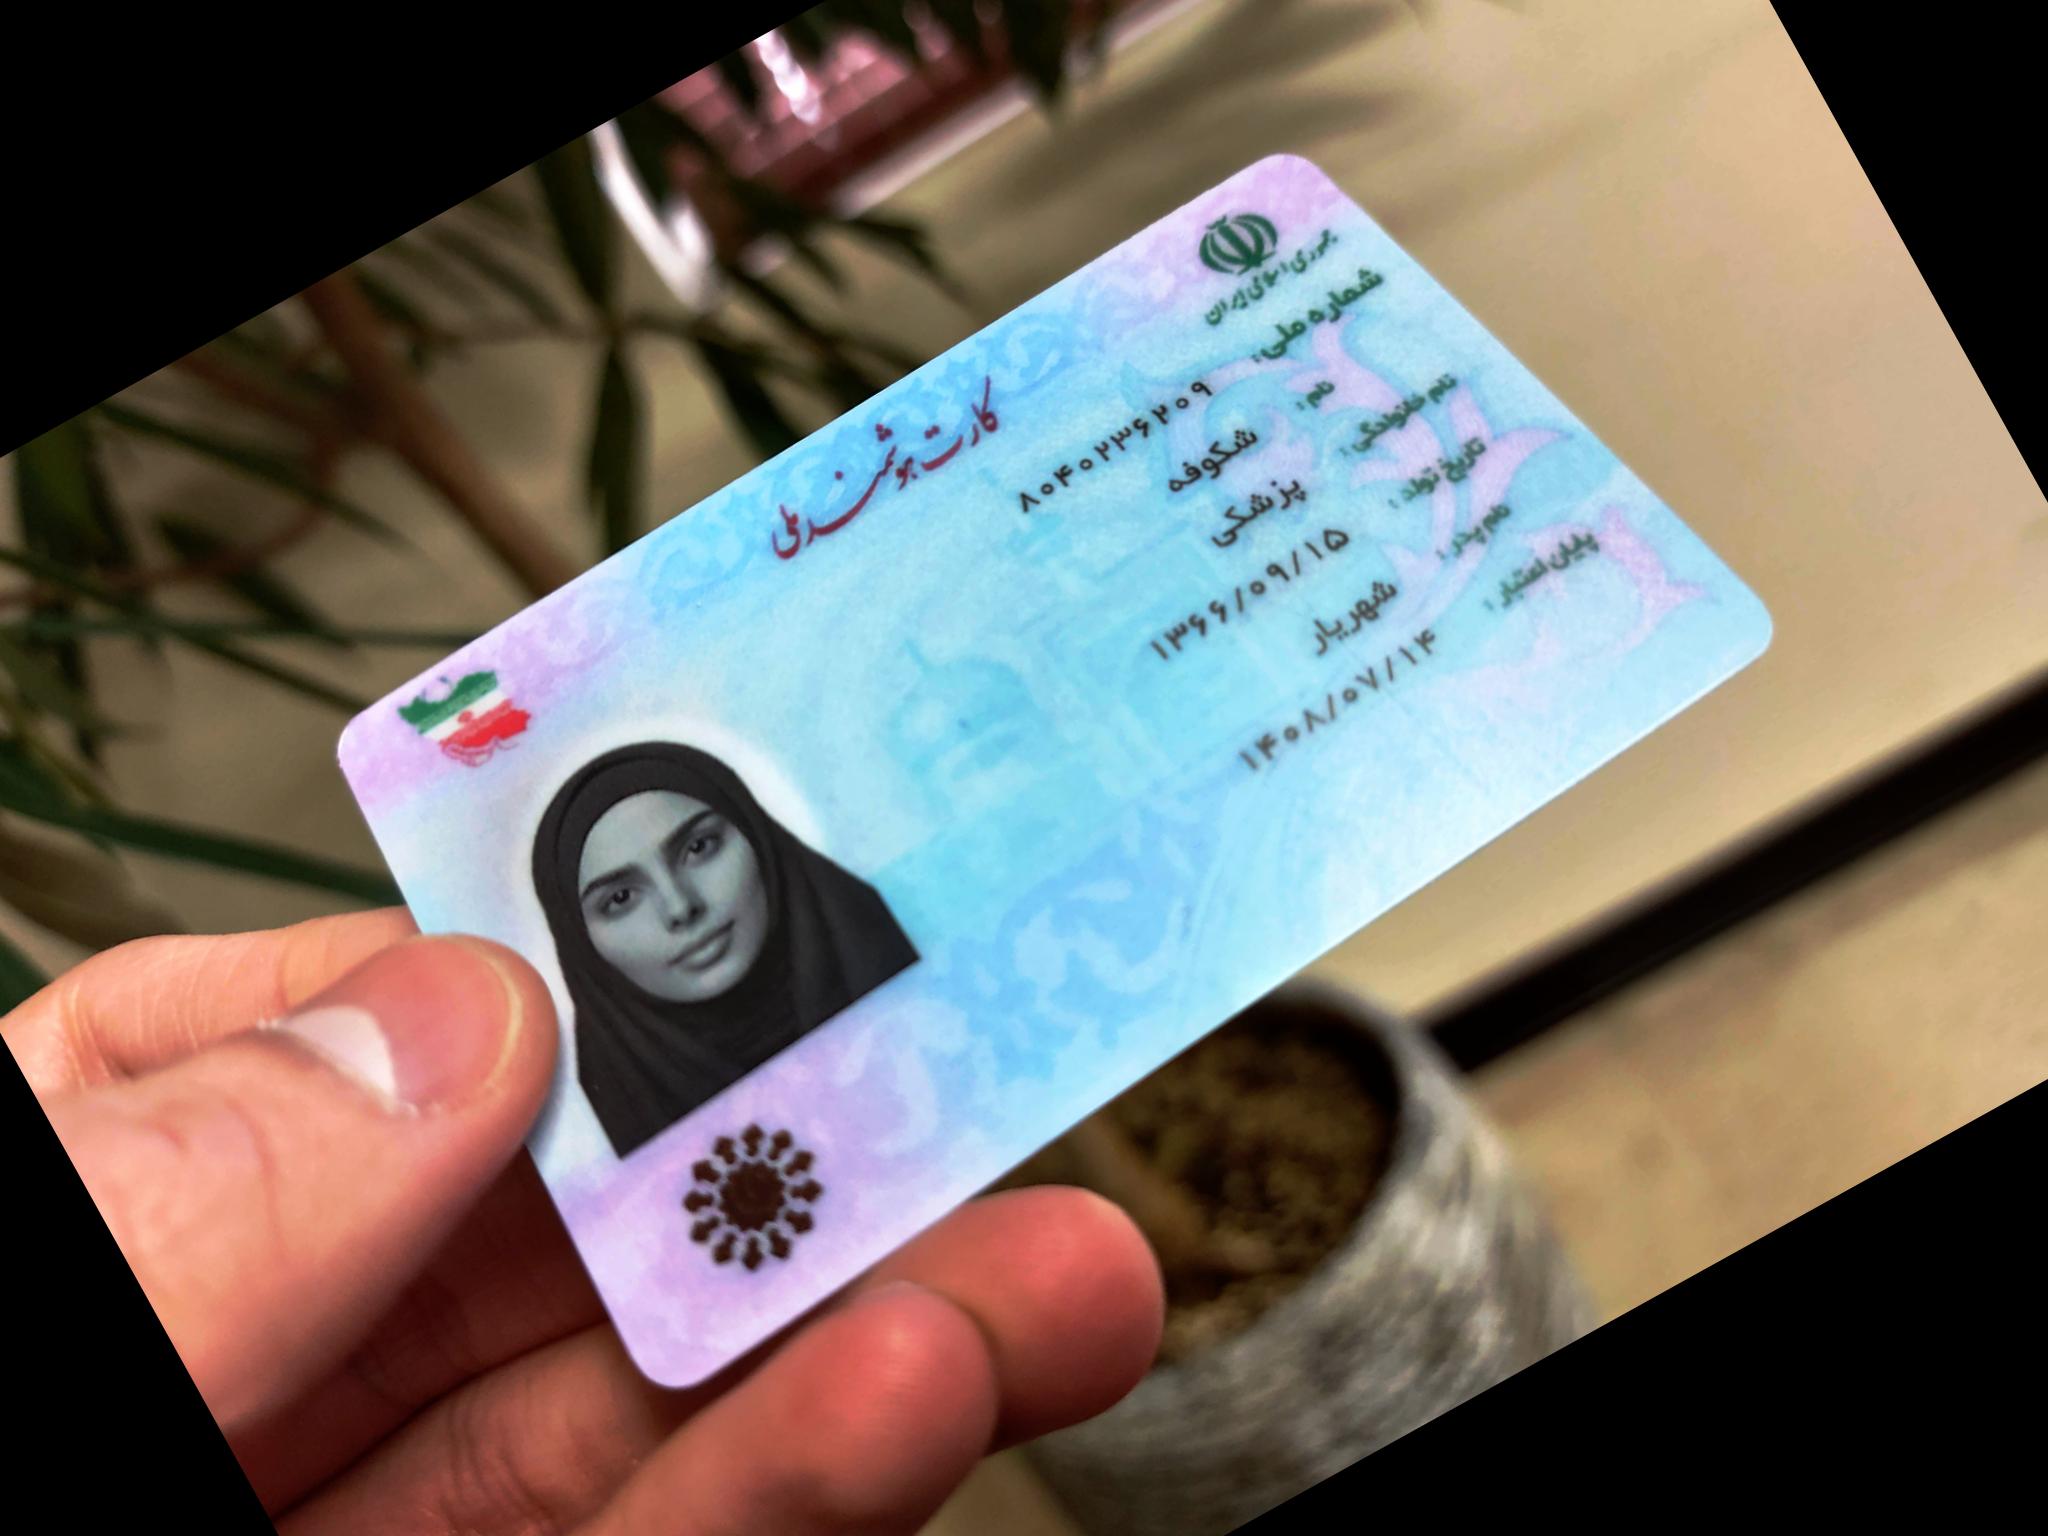 جمهوری اسلامی ایران
کارت هوشمند ملی
شماره ملی: ۸۰۴۰۲۳۶۲۰۹
نام: شکوفه
نام خانوادگی: پزشکی
تاریخ تولد: ۱۳۶۶/۰۹/۱۵
نام پدر: شهریار
پایان اعتبار: ۱۴۰۸/۰۷/۱۴